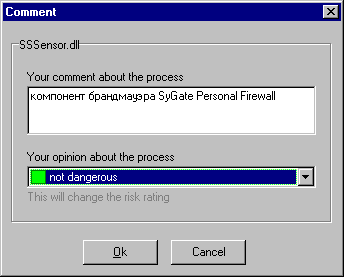 Comment
SSSensor.dll
Your comment about the process
компонент брандмауэра SyGate Personal Firewall
Your opinion about the process
not dangerous
This will change the risk rating
Ok
Cancel